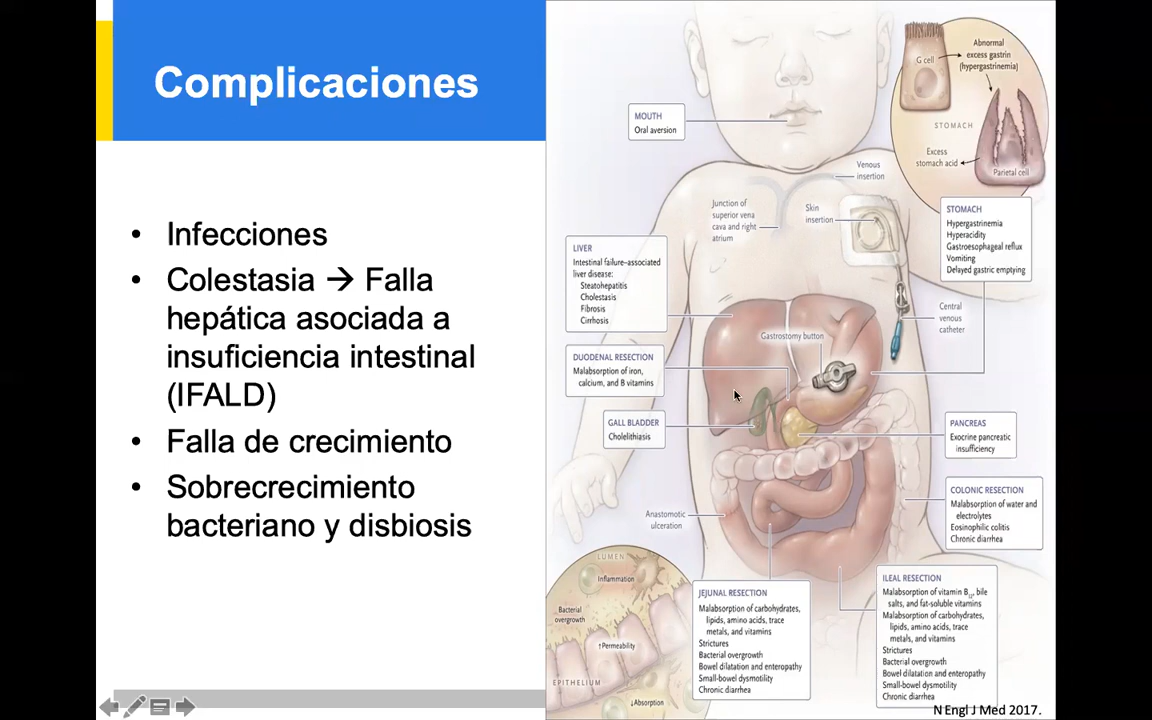 Complicaciones
• Infecciones
• Colestasia → Falla
hepática asociada a
insuficiencia intestinal
(IFALD)
• Falla de crecimiento
• Sobrecrecimiento
bacteriano y disbiosis
MOUTH
Oral aversion
G cell
Abnormal
excess gastrin
(hypergastrinemia)
STOMACH
Excess
stomach acid
Parietal cell
Venous
insertion
Junction of
superior vena
cava and right
atrium
Skin
insertion
STOMACH
Hypergastrinemia
Hyperacidity
Gastroesophageal reflux
Vomiting
Delayed gastric emptying
LIVER
Intestinal failure–associated
liver disease:
Steatohepatitis
Cholestasis
Fibrosis
Cirrhosis
Central
venous
catheter
Gastrostomy button
DUODENAL RESECTION
Malabsorption of iron,
calcium, and B vitamins
GALL BLADDER
Cholelithiasis
PANCREAS
Exocrine pancreatic
insufficiency
COLONIC RESECTION
Malabsorption of water and
electrolytes
Eosinophilic colitis
Chronic diarrhea
Anastomotic
ulceration
LUMEN
Inflammation
Bacterial
overgrowth
↑Permeability
EPITHELIUM
↓Absorption
JEJUNAL RESECTION
Malabsorption of carbohydrates,
lipids, amino acids, trace
metals, and vitamins
Strictures
Bacterial overgrowth
Bowel dilatation and enteropathy
Small-bowel dysmotility
Chronic diarrhea
ILEAL RESECTION
Malabsorption of vitamin B12, bile
salts, and fat-soluble vitamins
Malabsorption of carbohydrates,
lipids, amino acids, trace
metals, and vitamins
Strictures
Bacterial overgrowth
Bowel dilatation and enteropathy
Small-bowel dysmotility
Chronic diarrhea
N Engl J Med 2017.